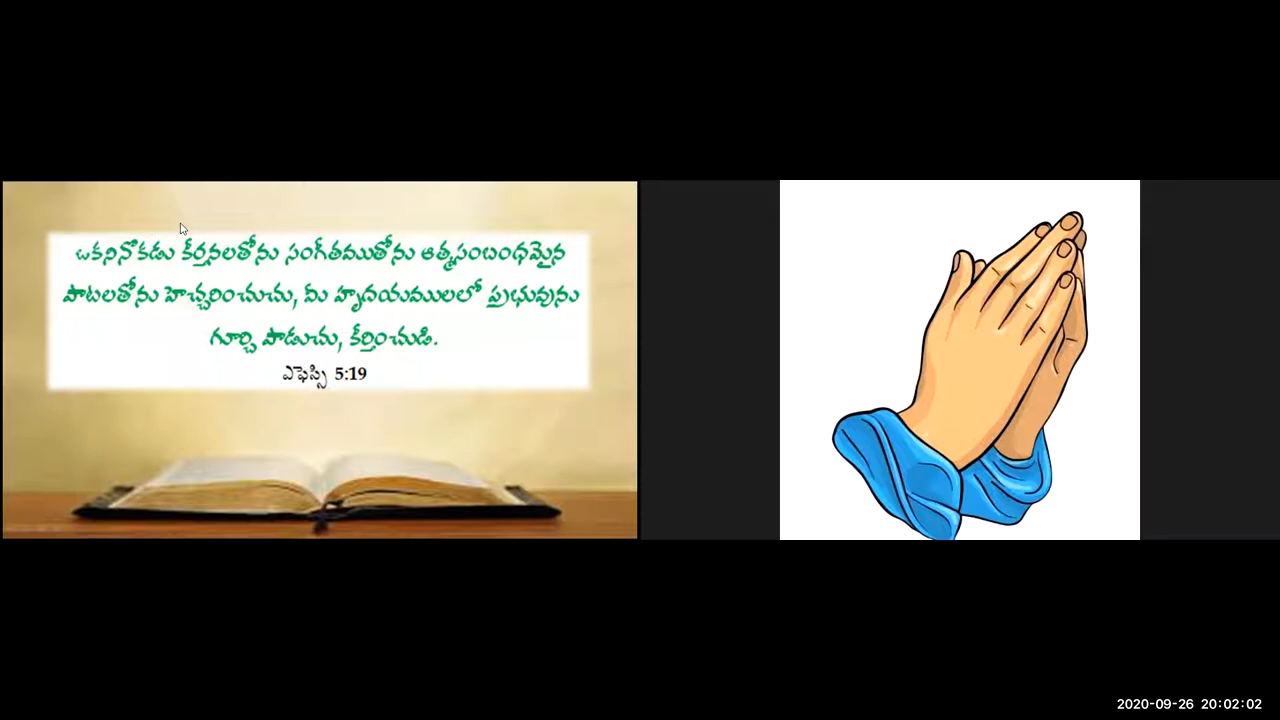 ఒకనినొకడు కీర్తనలతోను సంగీతముతోను ఆత్మసంబంధమైన
పాటలతోను హెచ్చరించుచు, మీ హృదయములలో ప్రభువును
గూర్చి పాడుచు, కీర్తించుడి.
ఎఫెస్సి 5:19
2020-09-26 20:02:02